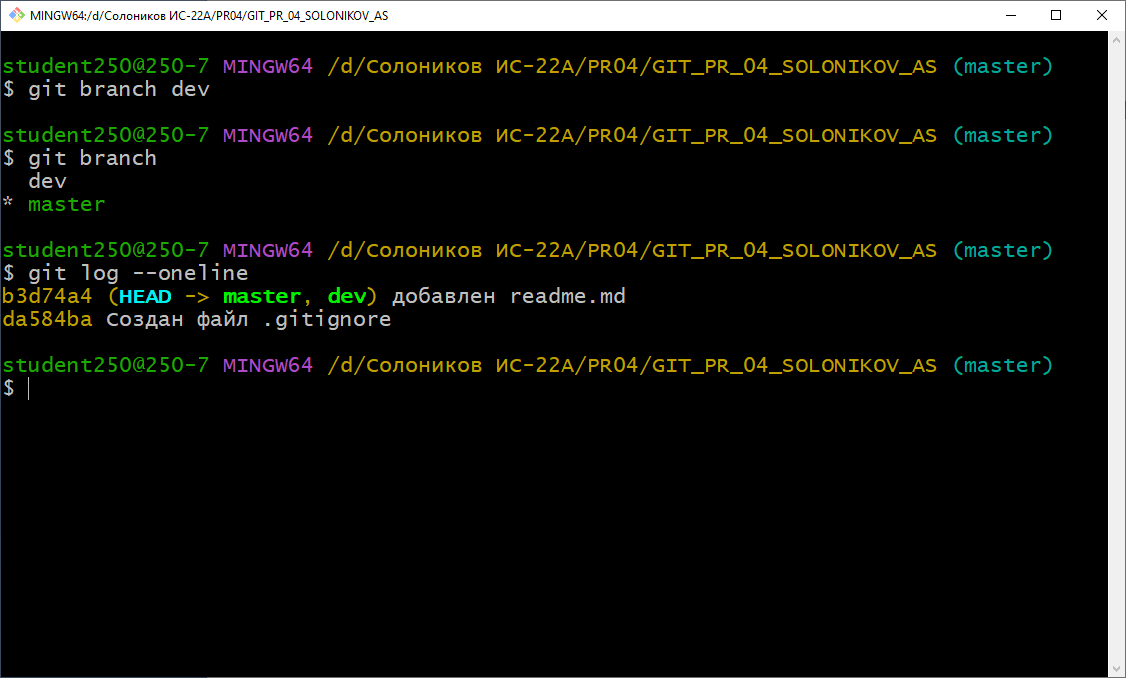 MINGW64:/d/Солоников ИС-22А/PR04/GIT_PR_04_SOLONIKOV_AS
student250@250-7 MINGW64 /d/Солоников ИС-22А/PR04/GIT_PR_04_SOLONIKOV_AS (master)
$ git branch dev
student250@250-7 MINGW64 /d/Солоников ИС-22А/PR04/GIT_PR_04_SOLONIKOV_AS (master)
$ git branch
  dev
* master
student250@250-7 MINGW64 /d/Солоников ИС-22А/PR04/GIT_PR_04_SOLONIKOV_AS (master)
$ git log --oneline
b3d74a4 (HEAD -> master, dev) добавлен readme.md
da584ba Создан файл .gitignore
student250@250-7 MINGW64 /d/Солоников ИС-22А/PR04/GIT_PR_04_SOLONIKOV_AS (master)
$